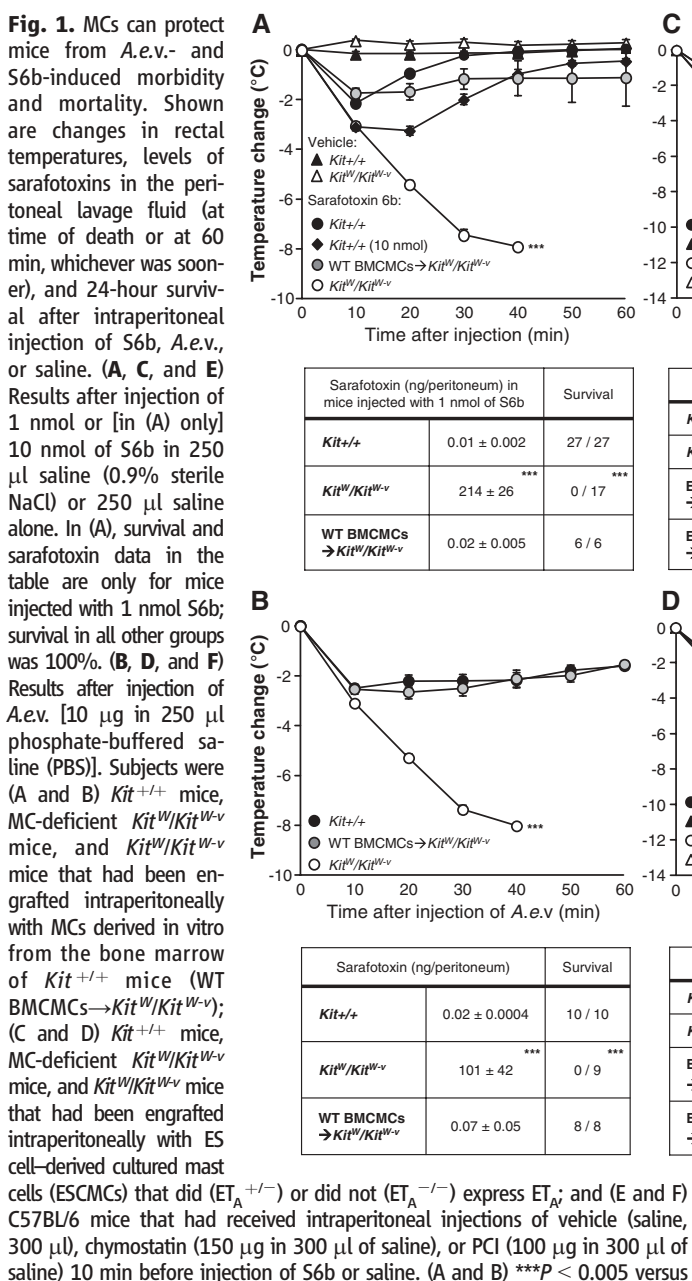 Fig. 1. MCs can protect
mice from A.e.v.- and
S6b-induced morbidity
and mortality. Shown
are changes in rectal
temperatures, levels of
sarafotoxins in the peri-
toneal lavage fluid (at
time of death or at 60
min, whichever was soon-
er), and 24-hour surviv-
al after intraperitoneal
injection of S6b, A.e.v.,
or saline. (A, C, and E)
Results after injection of
1 nmol or [in (A) only]
10 nmol of S6b in 250
μl saline (0.9% sterile
NaCl) or 250 μl saline
alone. In (A), survival and
sarafotoxin data in the
table are only for mice
injected with 1 nmol S6b;
survival in all other groups
was 100%. (B, D, and F)
Results after injection of
A.e.v. [10 μg in 250 μl
phosphate-buffered sa-
line (PBS)]. Subjects were
(A and B) Kit+/+ mice,
MC-deficient KitW/KitW-v
mice, and KitW/KitW-v
mice that had been en-
grafted intraperitoneally
with MCs derived in vitro
from the bone marrow
of Kit+/+ mice (WT
BMCMCs→KitW/KitW-v);
(C and D) Kit+/+ mice,
MC-deficient KitW/KitW-v
mice, and KitW/KitW-v mice
that had been engrafted
intraperitoneally with ES
cell–derived cultured mast
cells (ESCMCs) that did (ETA+/−) or did not (ETA−/−) express ETA; and (E and F)
C57BL/6 mice that had received intraperitoneal injections of vehicle (saline,
300 μl), chymostatin (150 μg in 300 μl of saline), or PCI (100 μg in 300 μl of
saline) 10 min before injection of S6b or saline. (A and B) ***P < 0.005 versus
A
Temperature change (°C)
0
-2
-4
-6
-8
-10
Vehicle:
▲ Kit+/+
△ KitW/KitW-v
Sarafotoxin 6b:
● Kit+/+
◆ Kit+/+ (10 nmol)
WT BMCMCs→KitW/KitW-v
○ KitW/KitW-v
***
0 10 20 30 40 50 60
Time after injection (min)
Sarafotoxin (ng/peritoneum) in
mice injected with 1 nmol of S6b
Survival
Kit+/+ 0.01 ± 0.002 27 / 27
KitW/KitW-v 214 ± 26 *** 0 / 17 ***
WT BMCMCs
→KitW/KitW-v 0.02 ± 0.005 6 / 6
B
Temperature change (°C)
0
-2
-4
-6
-8
-10
● Kit+/+
WT BMCMCs→KitW/KitW-v
○ KitW/KitW-v
***
0 10 20 30 40 50 60
Time after injection of A.e.v (min)
Sarafotoxin (ng/peritoneum) Survival
Kit+/+ 0.02 ± 0.0004 10 / 10
KitW/KitW-v 101 ± 42 *** 0 / 9 ***
WT BMCMCs
→KitW/KitW-v 0.07 ± 0.05 8 / 8
C
0
-2
-4
-6
-8
-10
-12
-14
0
K
K
E
→
E
→
D
0
-2
-4
-6
-8
-10
-12
-14
0
K
K
E
→
E
→